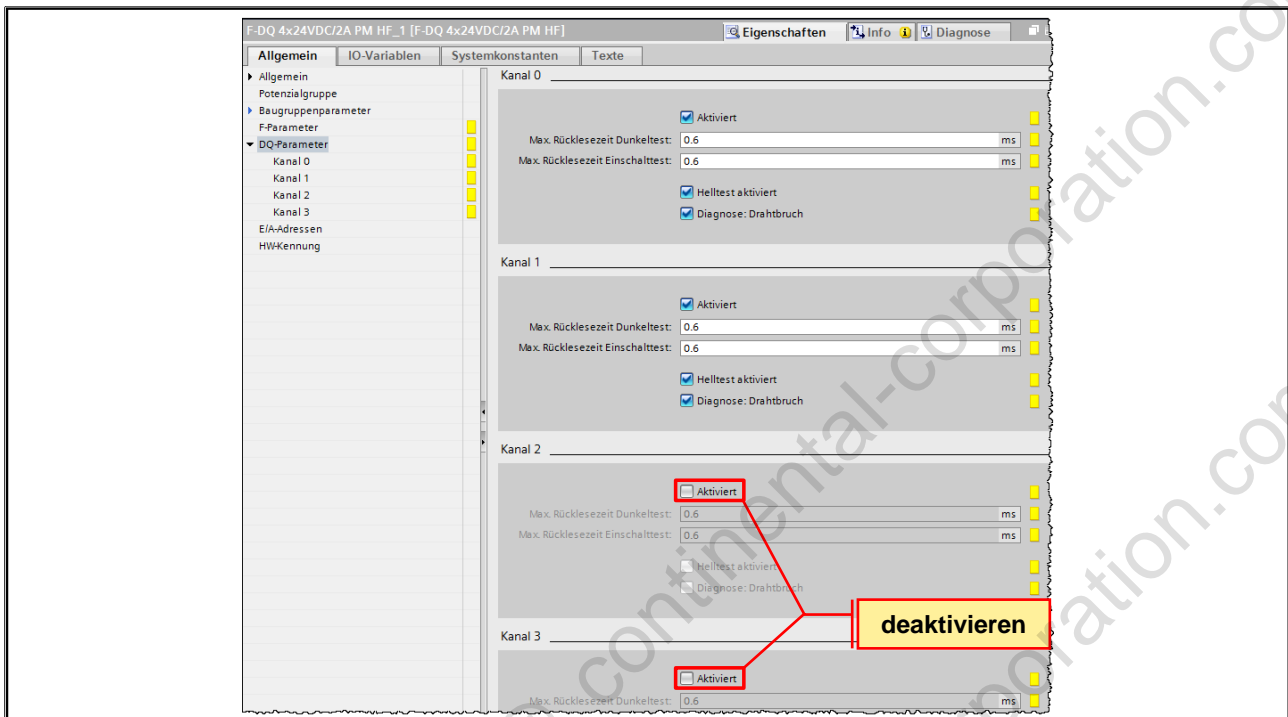 F-DQ 4x24VDC/2A PM HF_1 [F-DQ 4x24VDC/2A PM HF]
Eigenschaften
Info
Diagnose
Allgemein
IO-Variablen
Systemkonstanten
Texte
Allgemein
Potenzialgruppe
Baugruppenparameter
F-Parameter
DQ-Parameter
Kanal 0
Kanal 1
Kanal 2
Kanal 3
E/A-Adressen
HW-Kennung
Kanal 0
Aktiviert
Max. Rücklesezeit Dunkeltest: 0.6 ms
Max. Rücklesezeit Einschalttest: 0.6 ms
Helltest aktiviert
Diagnose: Drahtbruch
Kanal 1
Aktiviert
Max. Rücklesezeit Dunkeltest: 0.6 ms
Max. Rücklesezeit Einschalttest: 0.6 ms
Helltest aktiviert
Diagnose: Drahtbruch
Kanal 2
Aktiviert
Max. Rücklesezeit Dunkeltest: 0.6 ms
Max. Rücklesezeit Einschalttest: 0.6 ms
Helltest aktiviert
Diagnose: Drahtbruch
deaktivieren
Kanal 3
Aktiviert
Max. Rücklesezeit Dunkeltest: 0.6 ms
continental-corporation.co